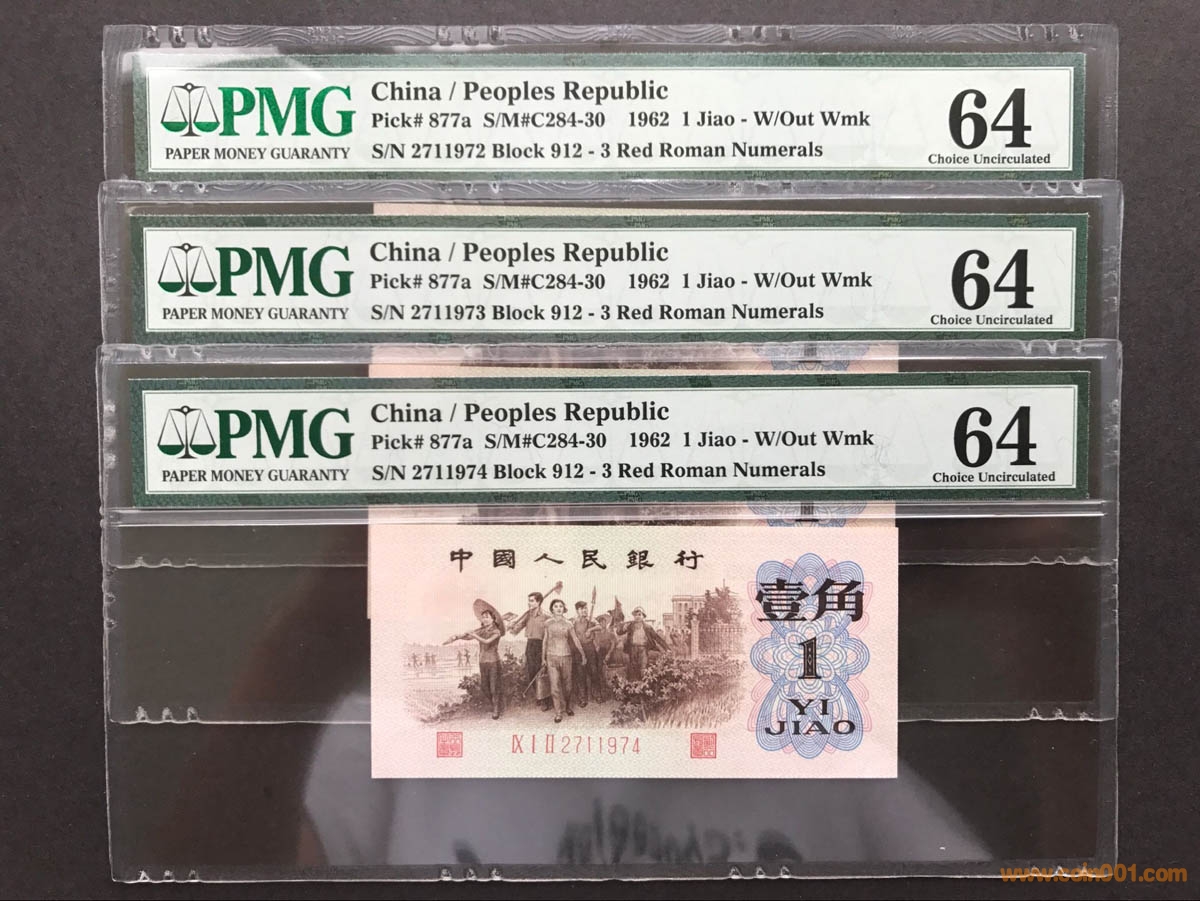 PMG
PAPER MONEY GUARANTY
China / Peoples Republic
Pick# 877a S/M#C284-30 1962 1 Jiao - W/Out Wmk
S/N 2711972 Block 912 - 3 Red Roman Numerals
64
Choice Uncirculated
PMG
PAPER MONEY GUARANTY
China / Peoples Republic
Pick# 877a S/M#C284-30 1962 1 Jiao - W/Out Wmk
S/N 2711973 Block 912 - 3 Red Roman Numerals
64
Choice Uncirculated
PMG
PAPER MONEY GUARANTY
China / Peoples Republic
Pick# 877a S/M#C284-30 1962 1 Jiao - W/Out Wmk
S/N 2711974 Block 912 - 3 Red Roman Numerals
64
Choice Uncirculated
中國人民銀行
壹角
1
YI
JIAO
IX I II 2711974
www.coin001.com